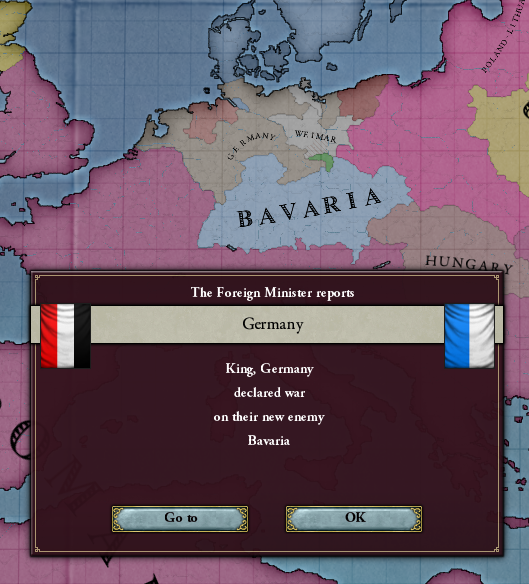 POLAND-LITHUA
GERMANY
WEIMAR
BAVARIA
HUNGARY
The Foreign Minister reports
Germany
King, Germany
declared war
on their new enemy
Bavaria
Go to
OK